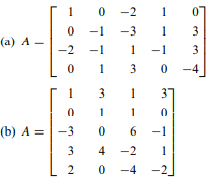 (a) A =
1 0 -2 1 0
0 -1 -3 1 3
-2 -1 1 -1 3
0 1 3 0 -4
(b) A =
1 3 1 3
0 1 1 0
-3 0 6 -1
3 4 -2 1
2 0 -4 -2